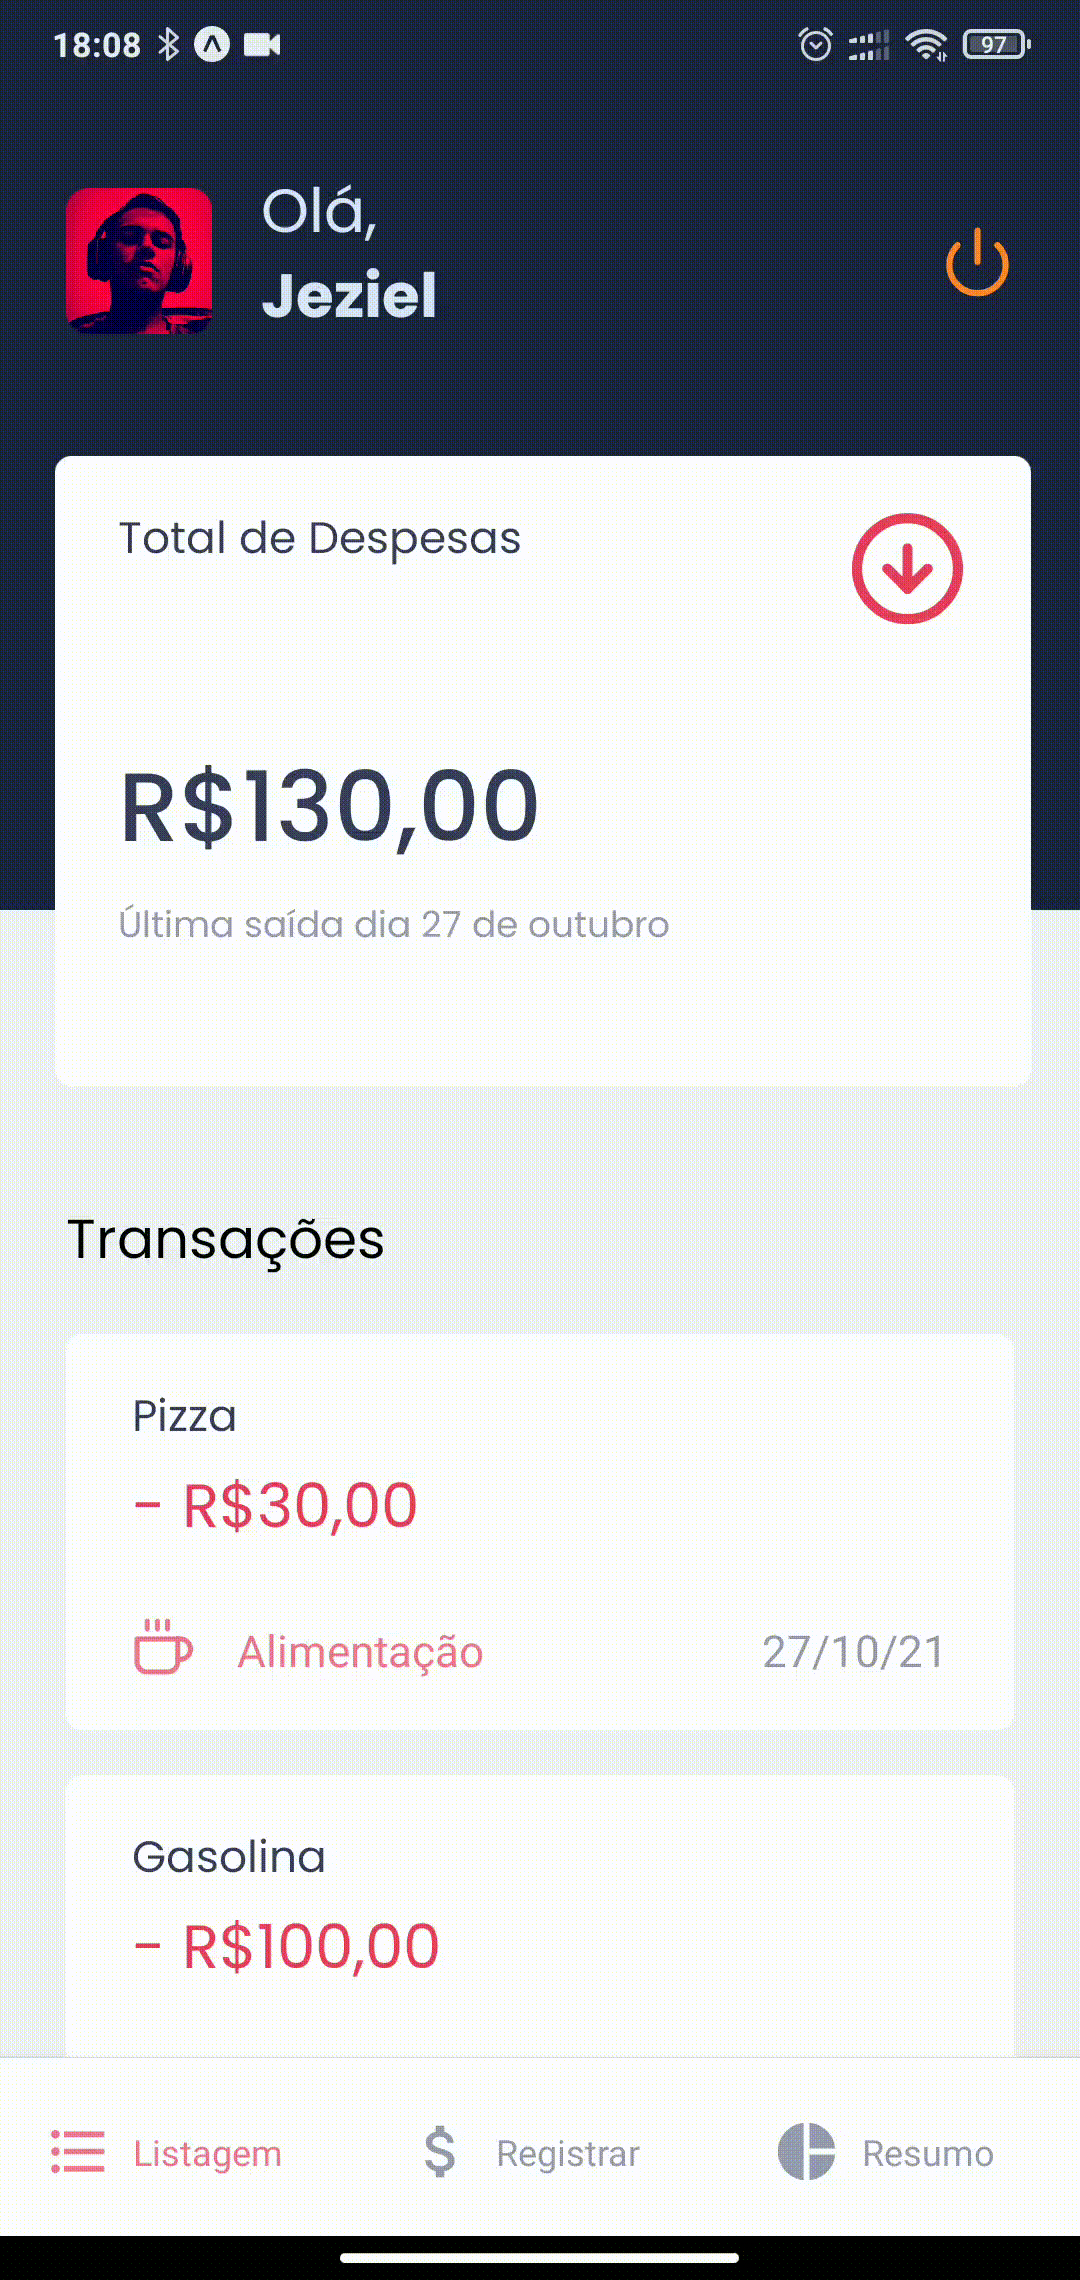 18:08
97
Olá,
Jeziel
Total de Despesas
R$130,00
Última saída dia 27 de outubro
Transações
Pizza
- R$30,00
Alimentação
27/10/21
Gasolina
- R$100,00
Listagem
Registrar
Resumo